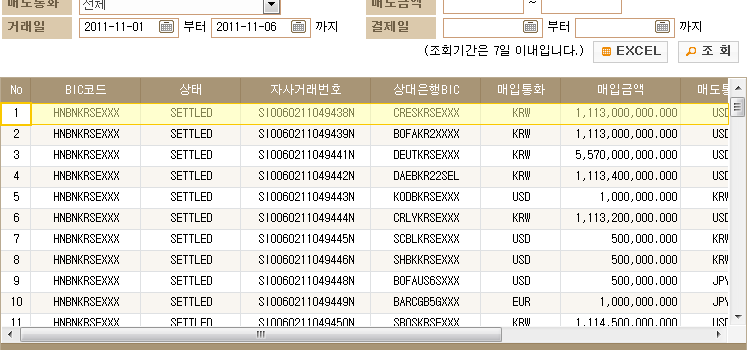 매도통화 전체 매도금액 ~
거래일 2011-11-01 부터 2011-11-06 까지 결제일 부터 까지
(조회기간은 7일 이내입니다.) EXCEL 조 회
No BIC코드 상태 자사거래번호 상대은행BIC 매입통화 매입금액 매도통
1 HNBNKRSEXXX SETTLED SI0060211049438N CRESKRSEXXX KRW 1,113,000,000.000 USD
2 HNBNKRSEXXX SETTLED SI0060211049439N BOFAKR2XXXX KRW 1,113,000,000.000 USD
3 HNBNKRSEXXX SETTLED SI0060211049441N DEUTKRSEXXX KRW 5,570,000,000.000 USD
4 HNBNKRSEXXX SETTLED SI0060211049442N DAEBKR22SEL KRW 1,113,400,000.000 USD
5 HNBNKRSEXXX SETTLED SI0060211049443N KODBKRSEXXX USD 1,000,000.000 KRW
6 HNBNKRSEXXX SETTLED SI0060211049444N CRLYKRSEXXX KRW 1,113,200,000.000 USD
7 HNBNKRSEXXX SETTLED SI0060211049445N SCBLKRSEXXX USD 500,000.000 KRW
8 HNBNKRSEXXX SETTLED SI0060211049446N SHBKKRSEXXX USD 500,000.000 KRW
9 HNBNKRSEXXX SETTLED SI0060211049448N BOFAUS6SXXX USD 500,000.000 JPY
10 HNBNKRSEXXX SETTLED SI0060211049449N BARCGB5GXXX EUR 1,000,000.000 JPY
11 HNBNKRSEXXX SETTLED SI0060211049450N SBOSKRSEXXX KRW 1,114,500,000.000 USD